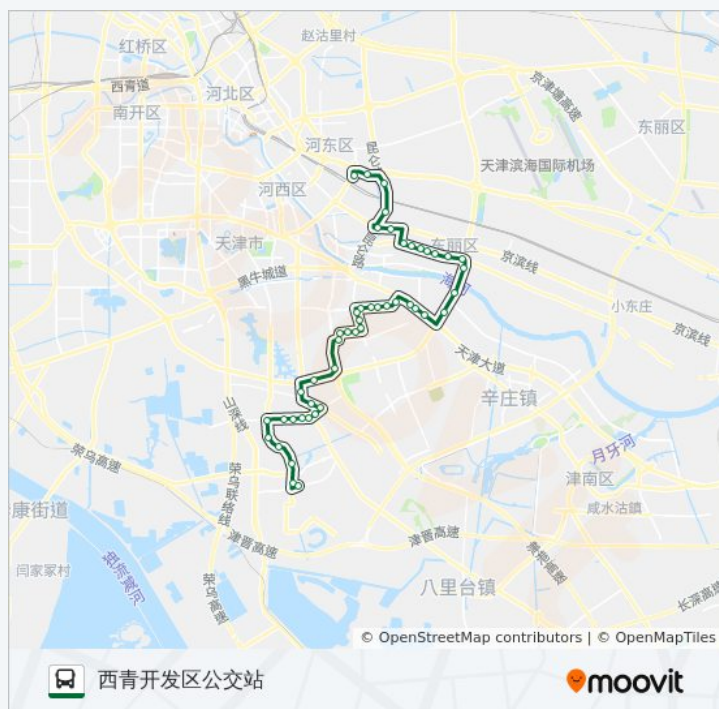 赵沽里村
红桥区
西青道
京津塘高速
河北区
南开区
东丽区
河东区
昆仑
天津滨海国际机场
河西区
天津市
昆仑路
东丽区
京滨线
黑牛城道
海河
小东庄
京滨线
天津大道
山深线
辛庄镇
荣乌高速
月牙河
荣乌联络线
津南区
康街道
咸水沽镇
津晋高速
津晋高速
闫家冢村
荣乌高速
八里台镇
长深高速
© OpenStreetMap contributors | © OpenMapTiles
西青开发区公交站
moovit